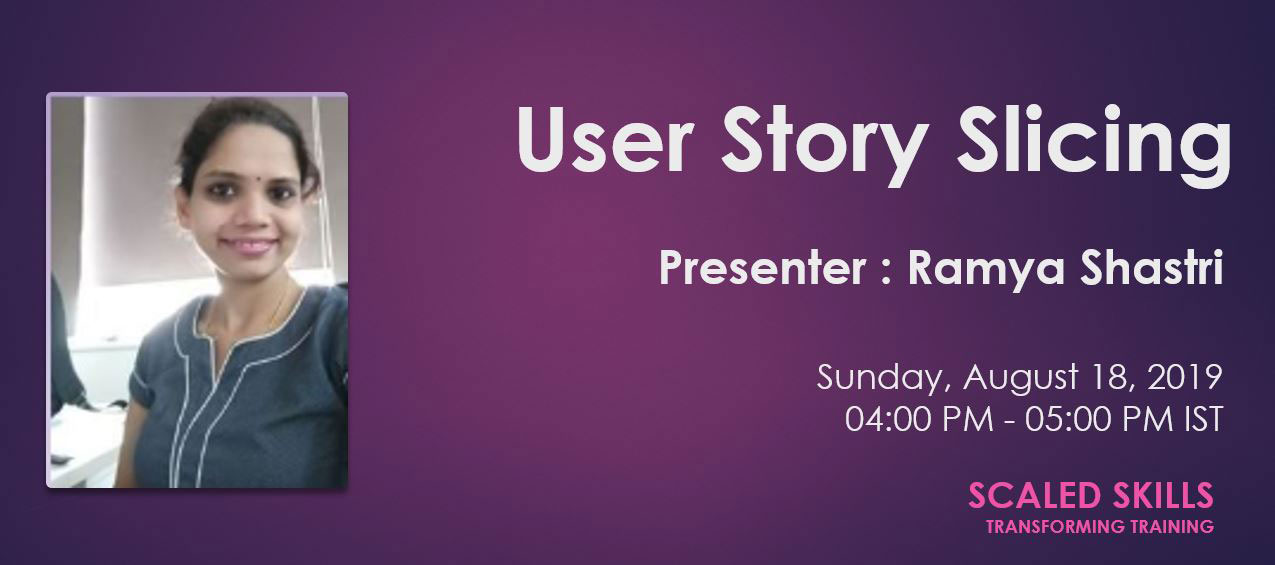 User Story Slicing
Presenter : Ramya Shastri
Sunday, August 18, 2019
04:00 PM - 05:00 PM IST
SCALED SKILLS
TRANSFORMING TRAINING